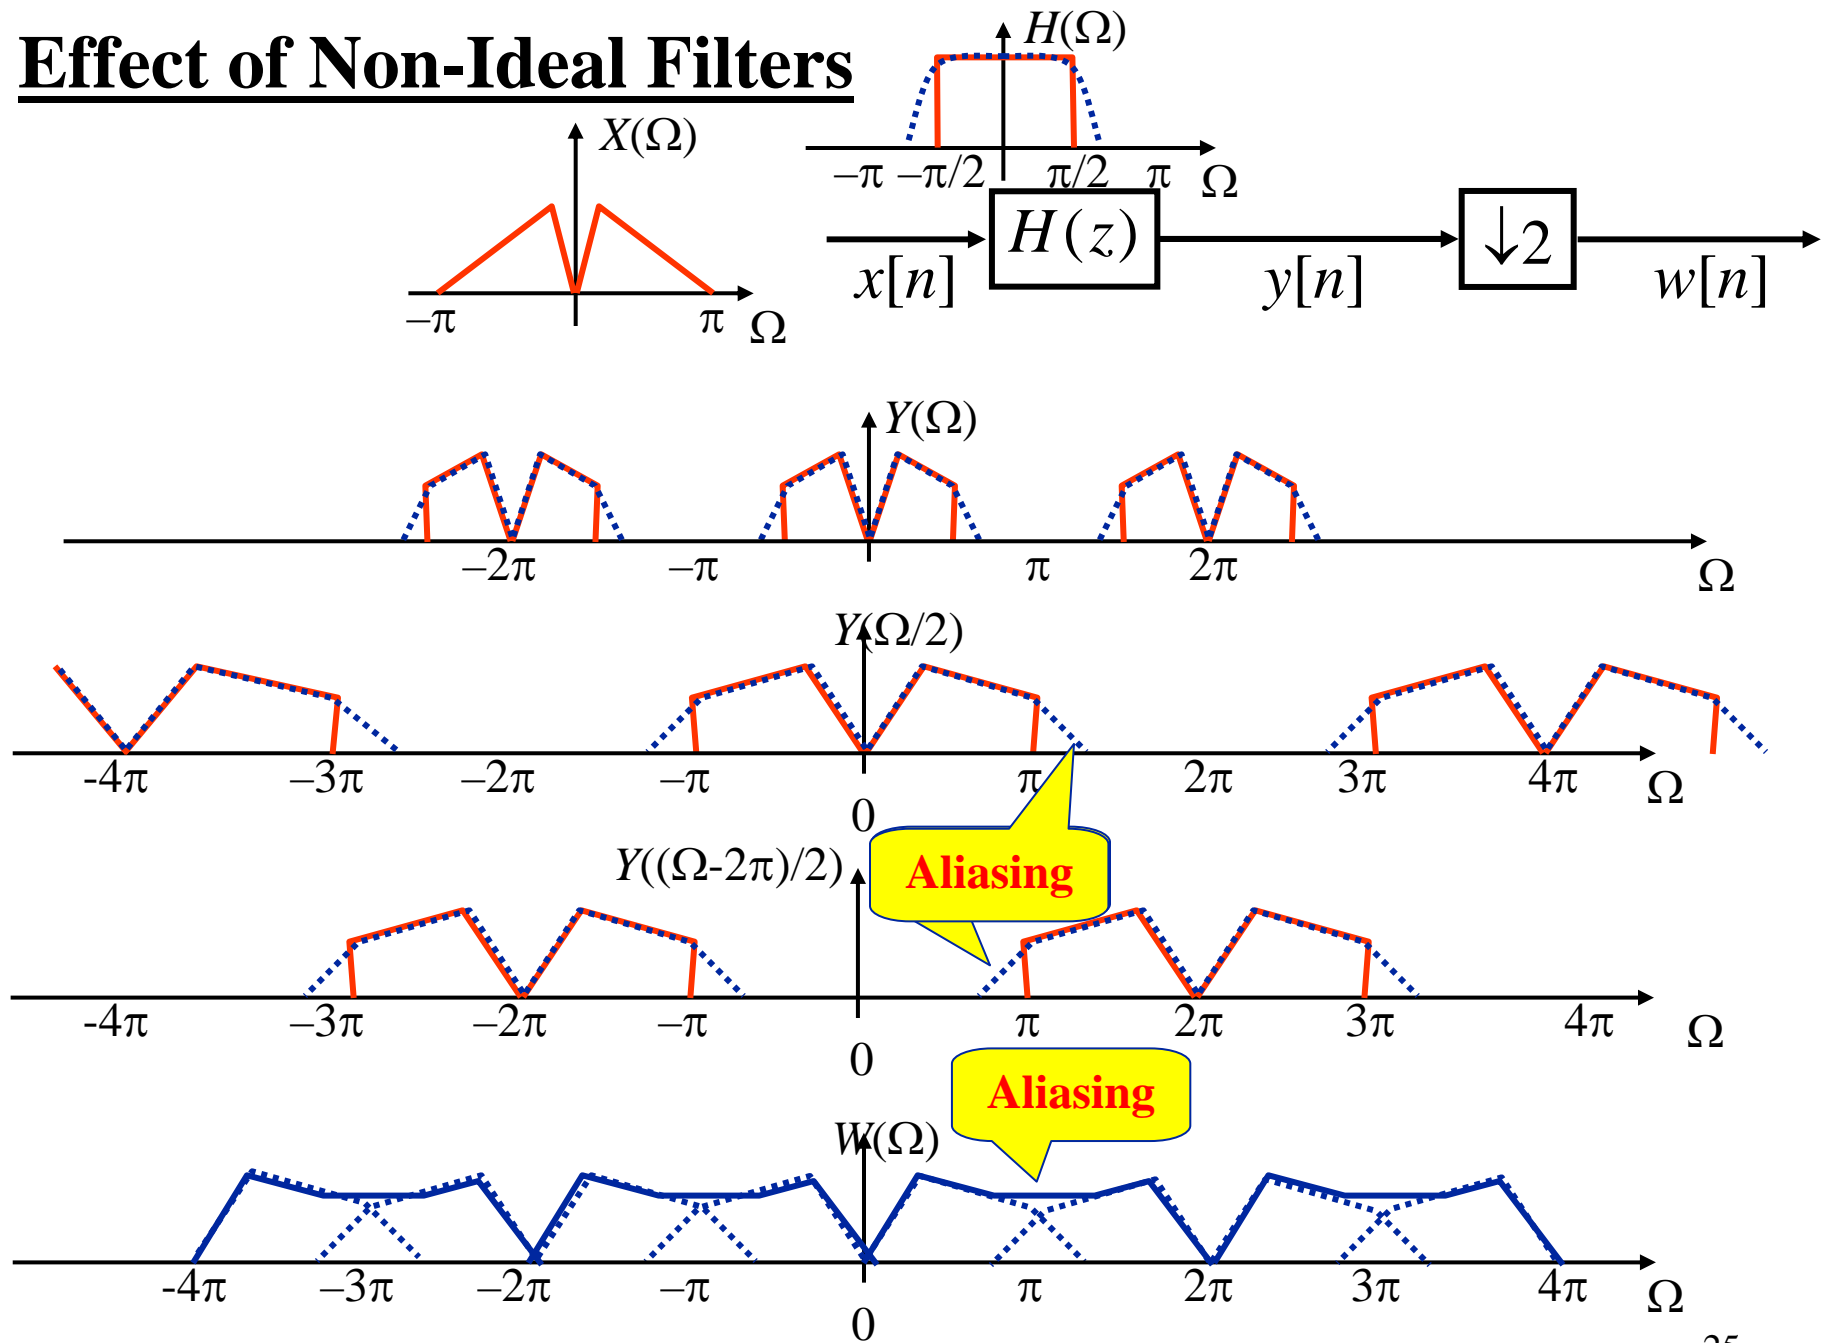 Effect of Non-Ideal Filters
H(Ω)
–π –π/2 π/2 π Ω
X(Ω)
–π π Ω
x[n] H(z) y[n] ↓2 w[n]
Y(Ω)
–2π –π π 2π Ω
Y(Ω/2)
-4π –3π –2π –π 0 π 2π 3π 4π Ω
Aliasing
Y((Ω-2π)/2)
-4π –3π –2π –π 0 π 2π 3π 4π Ω
Aliasing
W(Ω)
-4π –3π –2π –π 0 π 2π 3π 4π Ω